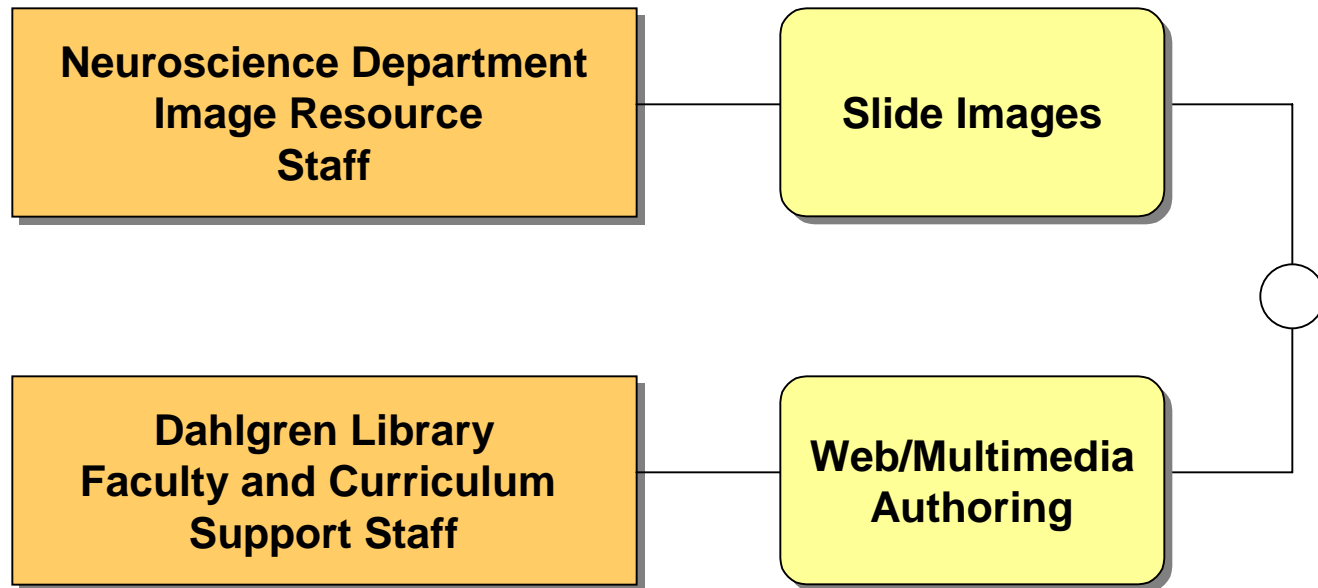 Neuroscience Department
Image Resource
Staff
Slide Images
Dahlgren Library
Faculty and Curriculum
Support Staff
Web/Multimedia
Authoring